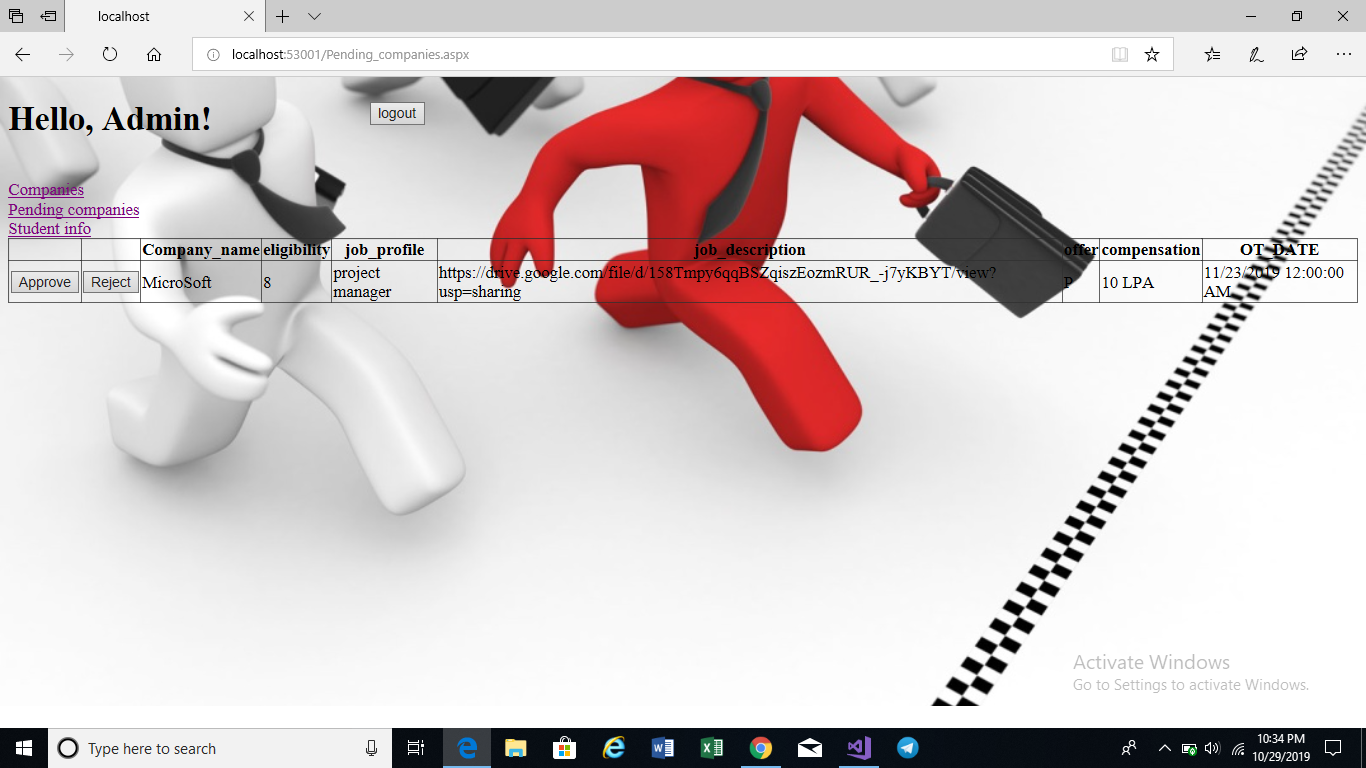 localhost
localhost:53001/Pending_companies.aspx
Hello, Admin!
logout
Companies
Pending companies
Student info
Company_name eligibility job_profile job_description offer compensation OT_DATE
Approve Reject MicroSoft 8 project manager https://drive.google.com/file/d/158Tmpy6qqBSZqiszEozmRUR_-j7yKBYT/view?usp=sharing P 10 LPA 11/23/2019 12:00:00 AM
Activate Windows
Go to Settings to activate Windows.
Type here to search
10:34 PM
10/29/2019